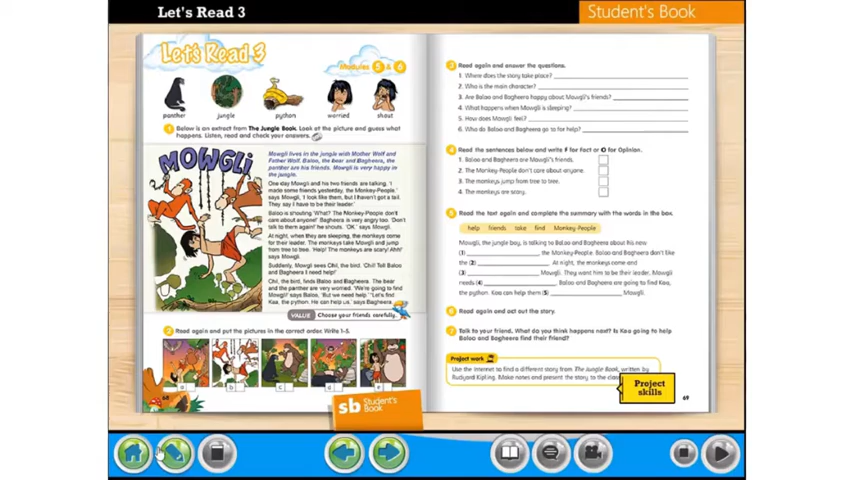 Let's Read 3
Student's Book
Let's Read 3
Modules 5 & 6
panther jungle python worried shout
1 Below is an extract from The Jungle Book. Look at the picture and guess what
happens. Listen, read and check your answers.
MOWGLI
Mowgli lives in the jungle with Mother Wolf and
Father Wolf. Baloo, the bear and Bagheera, the
panther are his friends. Mowgli is very happy in
the jungle.
One day Mowgli and his two friends are talking. 'I
made some friends yesterday, the Monkey-People.'
says Mowgli, 'I look like them, but I haven't got a tail.
They say I have to be their leader.'
Baloo is shouting. 'What? The Monkey-People don't
care about anyone!' Bagheera is very angry too. 'Don't
talk to them again!' he shouts. 'OK.' says Mowgli.
At night, when they are sleeping, the monkeys come
for their leader. The monkeys take Mowgli and jump
from tree to tree. 'Help! The monkeys are scary! Ahh!'
says Mowgli.
Suddenly, Mowgli sees Chil, the bird. 'Chil! Tell Baloo
and Bagheera I need help!'
Chil, the bird, finds Baloo and Bagheera. The bear
and the panther are very worried. 'We're going to find
Mowgli!' says Baloo, 'But we need help.' 'Let's find
Kaa, the python. He can help us.' says Bagheera.
VALUE Choose your friends carefully.
2 Read again and put the pictures in the correct order. Write 1-5.
a b c d e
68
3 Read again and answer the questions.
1 Where does the story take place?
2. Who is the main character?
3. Are Baloo and Bagheera happy about Mowgli's friends?
4. What happens when Mowgli is sleeping?
5. How does Mowgli feel?
6. Who do Baloo and Bagheera go to for help?
4 Read the sentences below and write F for Fact or O for Opinion.
1. Baloo and Bagheera are Mowgli's friends.
2. The Monkey-People don't care about anyone.
3. The monkeys jump from tree to tree.
4. The monkeys are scary.
5 Read the text again and complete the summary with the words in the box.
help friends take find Monkey-People
Mowgli, the jungle boy, is talking to Baloo and Bagheera about his new
(1) the Monkey-People. Baloo and Bagheera don't like
the (2) . At night, the monkeys come and
(3) Mowgli. They want him to be their leader. Mowgli
needs (4) . Baloo and Bagheera are going to find Kaa,
the python. Kaa can help them (5) Mowgli.
6 Read again and act out the story.
7 Talk to your friend. What do you think happens next? Is Kaa going to help
Baloo and Bagheera find their friend?
Project work
Use the Internet to find a different story from The Jungle Book, written by
Rudyard Kipling. Make notes and present the story to the
Project
skills
69
sb Student's
Book